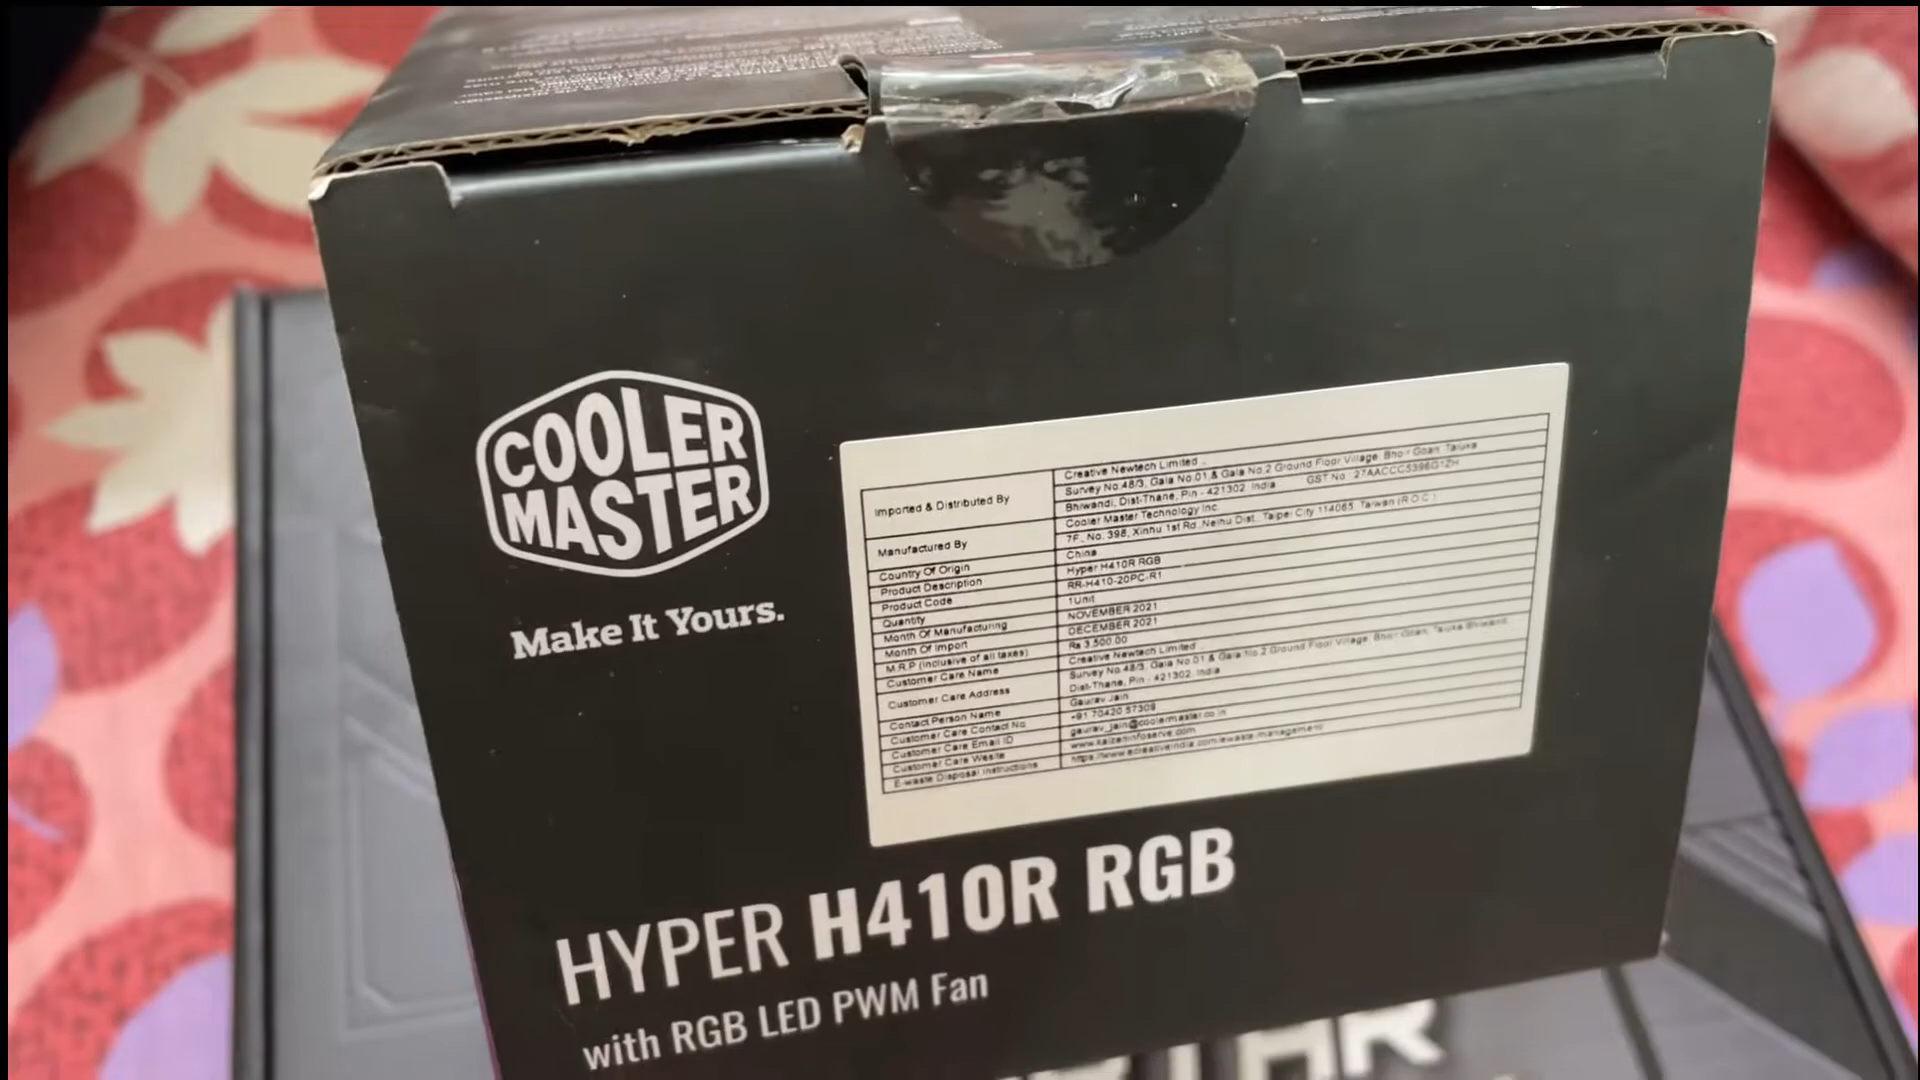 COOLER
MASTER
Make It Yours.
Imported & Distributed By
Creative Newtech Limited
Survey No.48/3, Gala No.01 & Gala No.2 Ground Floor Village: Bhoir Goan, Taluka
Bhiwandi, Dist-Thane, Pin - 421302. India GST No.: 27AACCC5396G1ZH
Manufactured By
Cooler Master Technology Inc.
7F., No. 398, Xinhu 1st Rd.,Neihu Dist., Taipei City 114065. Taiwan (R.O.C.)
Country Of Origin China
Product Description Hyper H410R RGB
Product Code RR-H410-20PC-R1
Quantity 1Unit
Month Of Manufacturing NOVEMBER 2021
Month Of Import DECEMBER 2021
M.R.P (Inclusive of all taxes) Rs 3,500.00
Customer Care Name Creative Newtech Limited
Customer Care Address
Survey No.48/3, Gala No.01 & Gala No.2 Ground Floor Village: Bhoir Goan, Taluka Bhiwandi,
Dist-Thane, Pin - 421302. India
Contact Person Name Gaurav Jain
Customer Care Contact No. +91 70420 57309
Customer Care Email ID gaurav_jain@coolermaster.co.in
Customer Care Wesite www.kaizeninfoserve.com
E-waste Disposal Instructions https://www.ecreativeindia.com/ewaste-management/
HYPER H410R RGB
with RGB LED PWM Fan